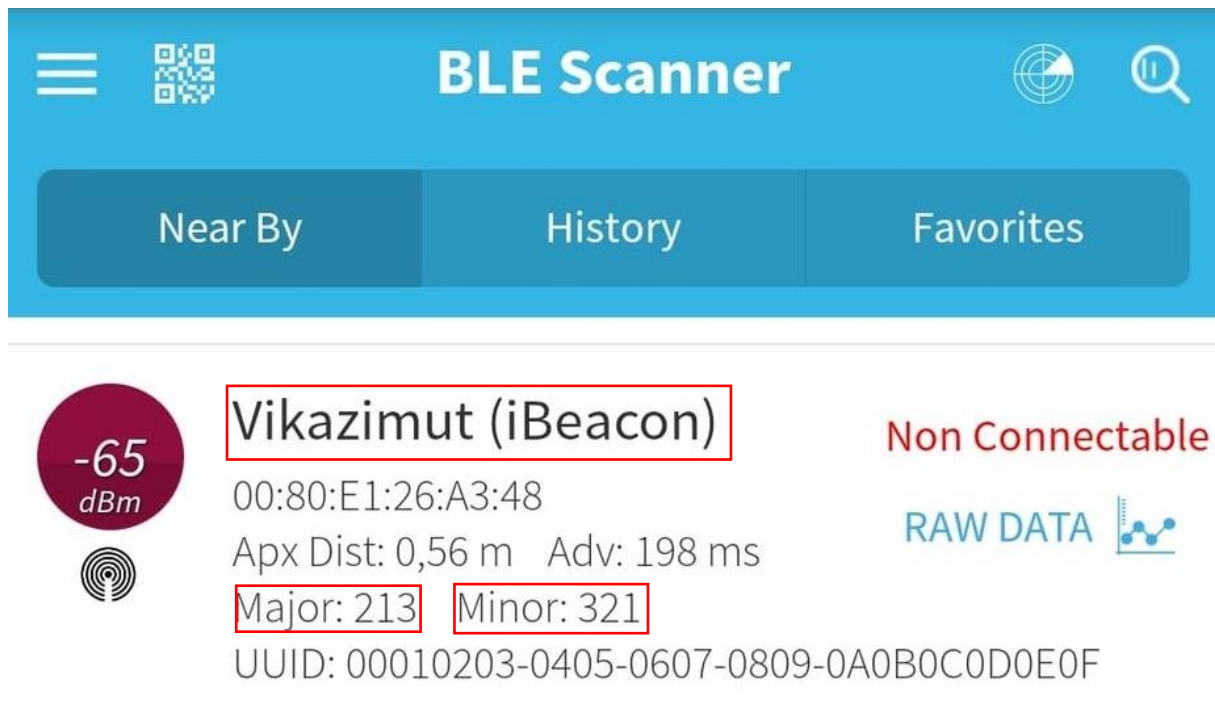 BLE Scanner
Near By History Favorites
Vikazimut (iBeacon)
Non Connectable
-65
dBm
00:80:E1:26:A3:48
RAW DATA
Apx Dist: 0,56 m Adv: 198 ms
Major: 213 Minor: 321
UUID: 00010203-0405-0607-0809-0A0B0C0D0E0F